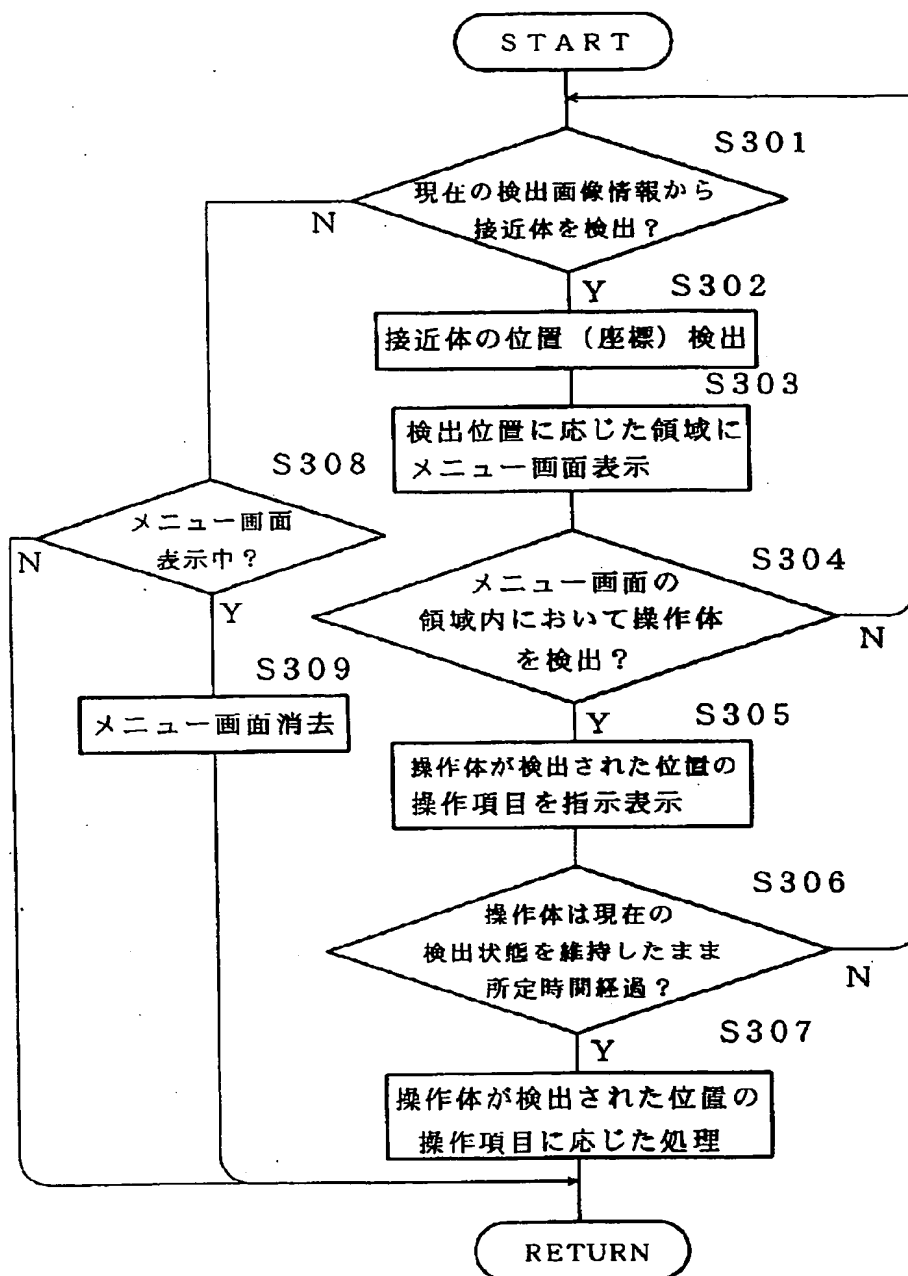 START
S301
現在の検出画像情報から
接近体を検出？
N
Y
S302
接近体の位置（座標）検出
S303
検出位置に応じた領域に
メニュー画面表示
S308
メニュー画面
表示中？
N
Y
S304
メニュー画面の
領域内において操作体
を検出？
N
Y
S309
メニュー画面消去
S305
操作体が検出された位置の
操作項目を指示表示
S306
操作体は現在の
検出状態を維持したまま
所定時間経過？
N
Y
S307
操作体が検出された位置の
操作項目に応じた処理
RETURN